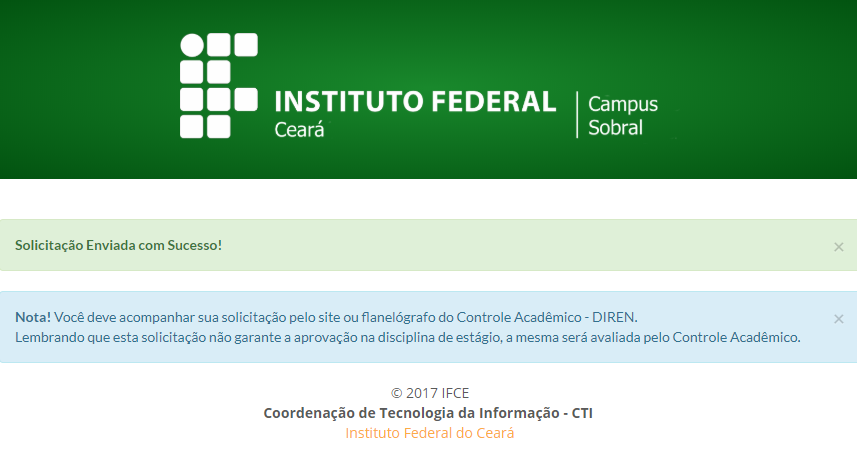 INSTITUTO FEDERAL
Ceará
Campus
Sobral
Solicitação Enviada com Sucesso!
×
Nota! Você deve acompanhar sua solicitação pelo site ou flanelógrafo do Controle Acadêmico - DIREN.
×
Lembrando que esta solicitação não garante a aprovação na disciplina de estágio, a mesma será avaliada pelo Controle Acadêmico.
© 2017 IFCE
Coordenação de Tecnologia da Informação - CTI
Instituto Federal do Ceará